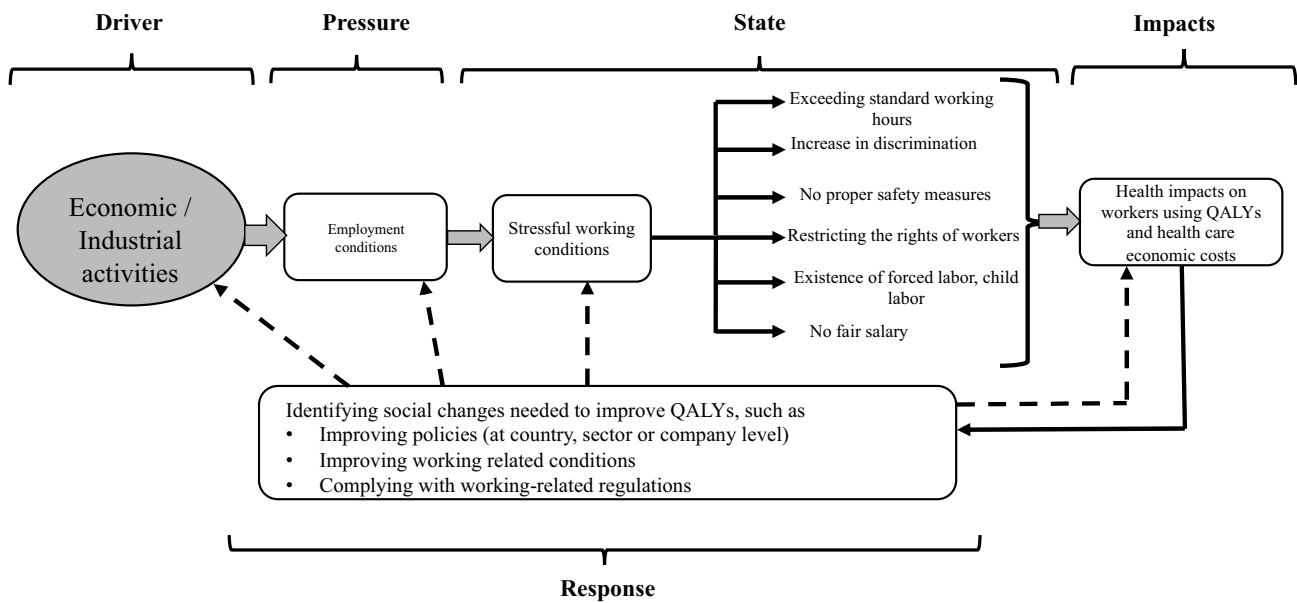 Driver
Pressure
State
Impacts
Economic /
Industrial
activities
Employment
conditions
Stressful working
conditions
Exceeding standard working
hours
Increase in discrimination
No proper safety measures
Restricting the rights of workers
Existence of forced labor, child
labor
No fair salary
Health impacts on
workers using QALYs
and health care
economic costs
Identifying social changes needed to improve QALYs, such as
• Improving policies (at country, sector or company level)
• Improving working related conditions
• Complying with working-related regulations
Response